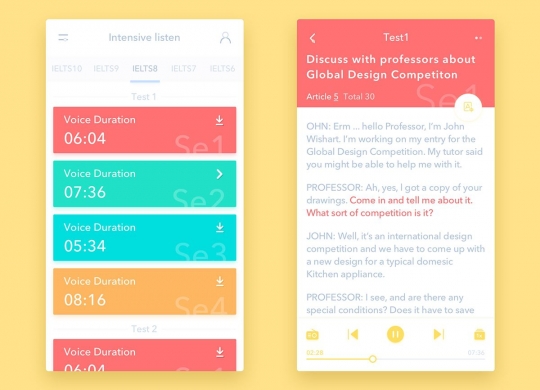 Intensive listen
IELTS10 IELTS9 IELTS8 IELTS7 IELTS6
Test 1
Voice Duration
06:04
Se1
Voice Duration
07:36
Se2
Voice Duration
05:34
Se3
Voice Duration
08:16
Se4
Test 2
Voice Duration
06:04
Se1
Test1
Discuss with professors about
Global Design Competiton
Se1
Article 5 Total 30
OHN: Erm ... hello Professor, I'm John
Wishart. I'm working on my entry for the
Global Design Competition. My tutor said
you might be able to help me with it.
PROFESSOR: Ah, yes, I got a copy of your
drawings. Come in and tell me about it.
What sort of competition is it?
JOHN: Well, it's an international design
competition and we have to come up with
a new design for a typical domesic
Kitchen appliance.
PROFESSOR: I see, and are there any
special conditions? Does it have to save
02:28 07:36